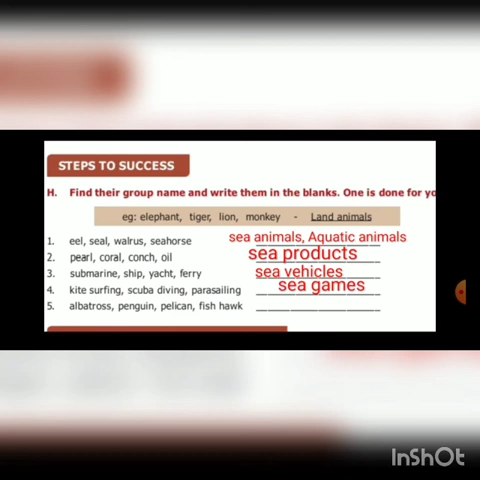 STEPS TO SUCCESS
H. Find their group name and write them in the blanks. One is done for yo
eg: elephant, tiger, lion, monkey - Land animals
1. eel, seal, walrus, seahorse sea animals, Aquatic animals
2. pearl, coral, conch, oil sea products
3. submarine, ship, yacht, ferry sea vehicles
4. kite surfing, scuba diving, parasailing sea games
5. albatross, penguin, pelican, fish hawk
InShOt